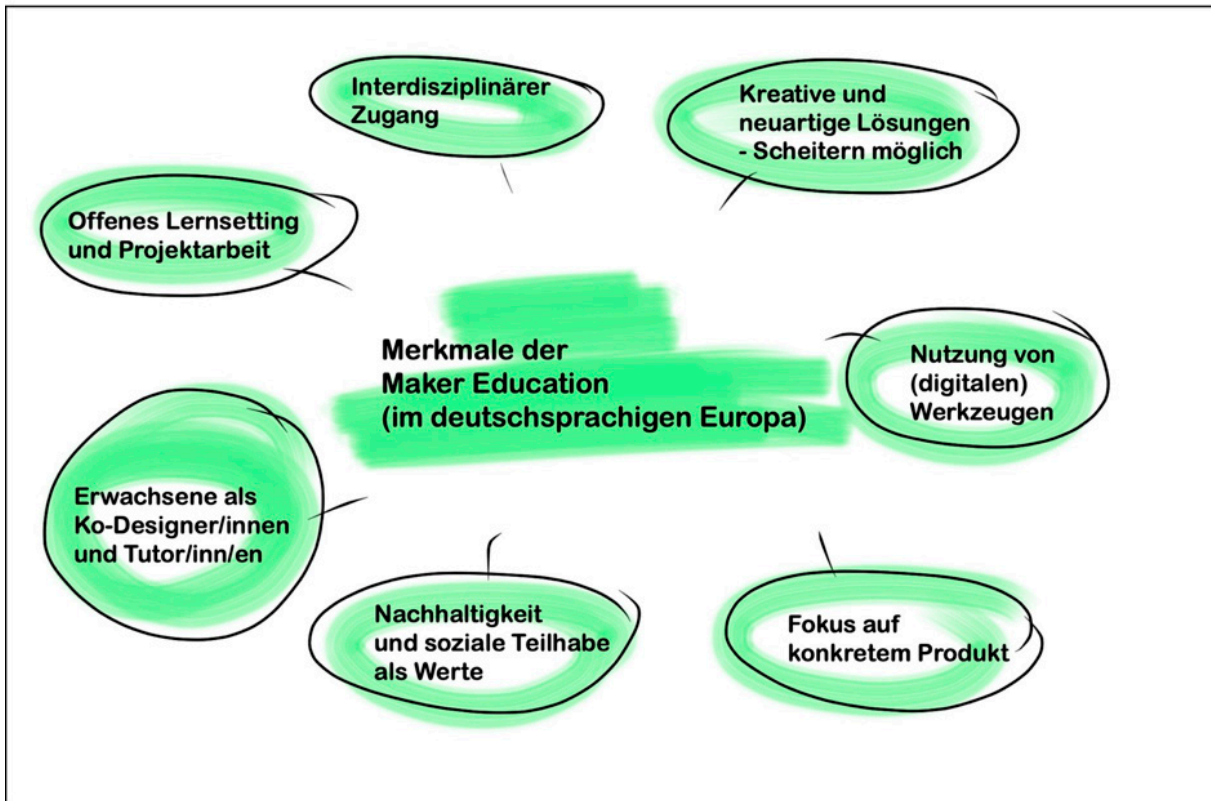 Interdisziplinärer
Zugang
Kreative und
neuartige Lösungen
- Scheitern möglich
Offenes Lernsetting
und Projektarbeit
Merkmale der
Maker Education
(im deutschsprachigen Europa)
Nutzung von
(digitalen)
Werkzeugen
Erwachsene als
Ko-Designer/innen
und Tutor/inn/en
Nachhaltigkeit
und soziale Teilhabe
als Werte
Fokus auf
konkretem Produkt